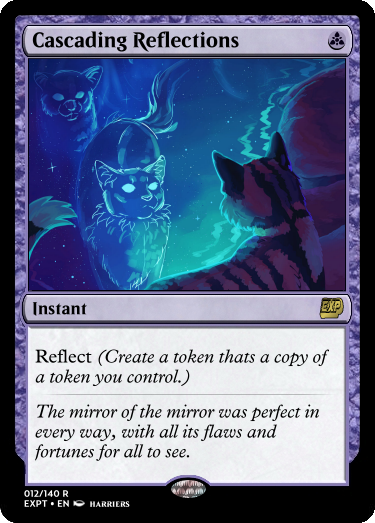 Cascading Reflections
Instant
EXP
Reflect (Create a token thats a copy of
a token you control.)
The mirror of the mirror was perfect in
every way, with all its flaws and
fortunes for all to see.
012/140 R
EXPT • EN HARRIERS